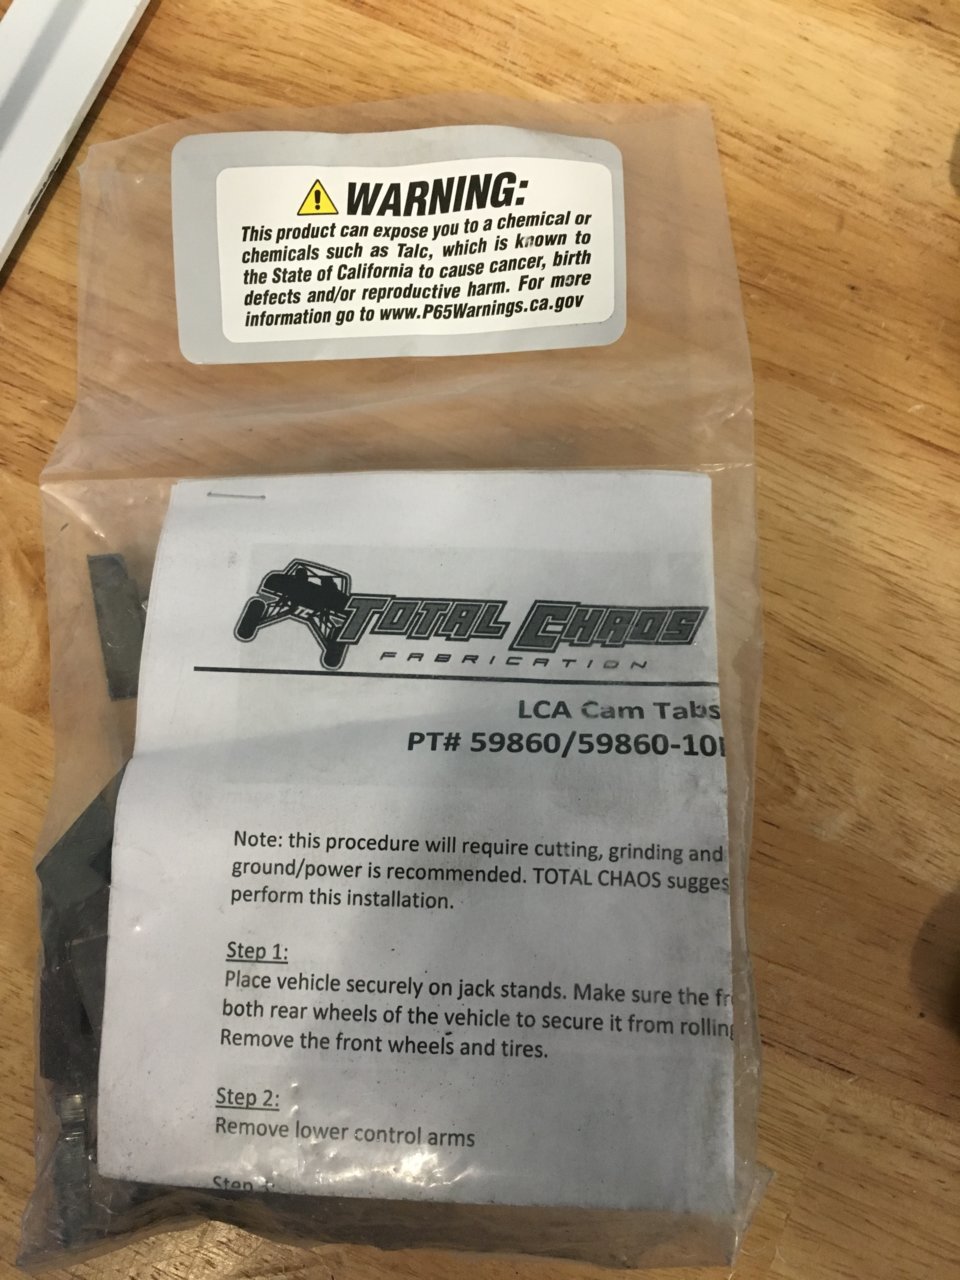 WARNING:
This product can expose you to a chemical or
chemicals such as Talc, which is known to
the State of California to cause cancer, birth
defects and/or reproductive harm. For more
information go to www.P65Warnings.ca.gov
TOTAL CHAOS
FABRICATION
LCA Cam Tabs
PT# 59860/59860-10
Note: this procedure will require cutting, grinding and
ground/power is recommended. TOTAL CHAOS sugges
perform this installation.
Step 1:
Place vehicle securely on jack stands. Make sure the fr
both rear wheels of the vehicle to secure it from rolling
Remove the front wheels and tires.
Step 2:
Remove lower control arms
Step 3: